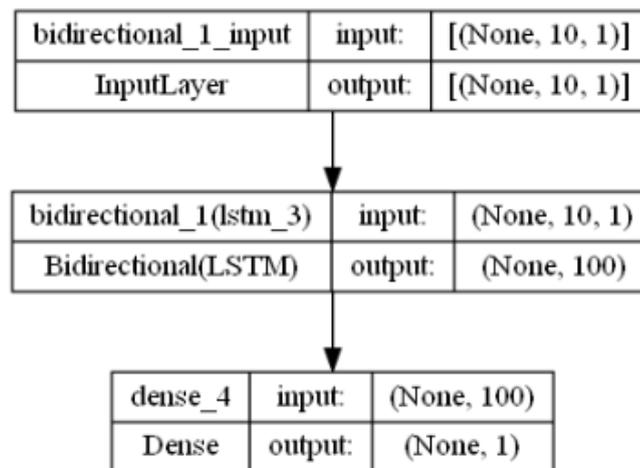 bidirectional_1_input input: [(None, 10, 1)]
InputLayer output: [(None, 10, 1)]
bidirectional_1(lstm_3) input: (None, 10, 1)
Bidirectional(LSTM) output: (None, 100)
dense_4 input: (None, 100)
Dense output: (None, 1)